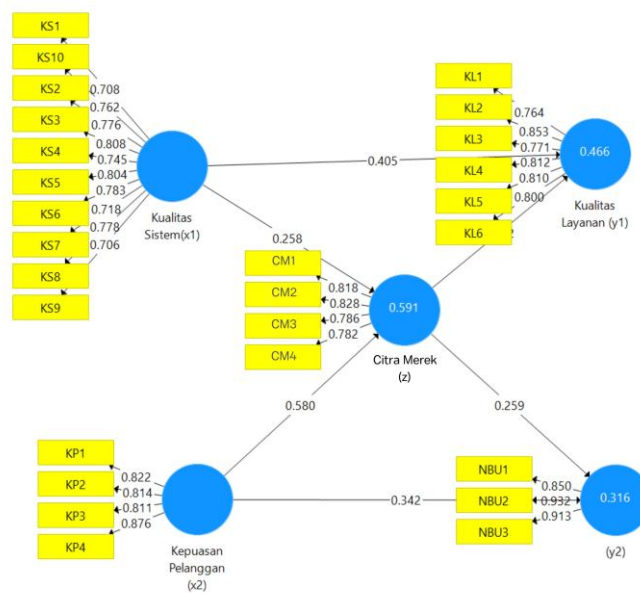 KS1
KS10
KS2
KS3
KS4
KS5
KS6
KS7
KS8
KS9
0.708
0.762
0.776
0.808
0.745
0.804
0.783
0.718
0.778
0.706
Kualitas
Sistem(x1)
0.405
0.258
KL1
KL2
KL3
KL4
KL5
KL6
0.764
0.853
0.771
0.812
0.810
0.800
0.466
Kualitas
Layanan (y1)
CM1
CM2
CM3
CM4
0.818
0.828
0.786
0.782
0.591
Citra Merek
(z)
0.580
0.259
KP1
KP2
KP3
KP4
0.822
0.814
0.811
0.876
Kepuasan
Pelanggan
(x2)
0.342
NBU1
NBU2
NBU3
0.850
0.932
0.913
0.316
(y2)